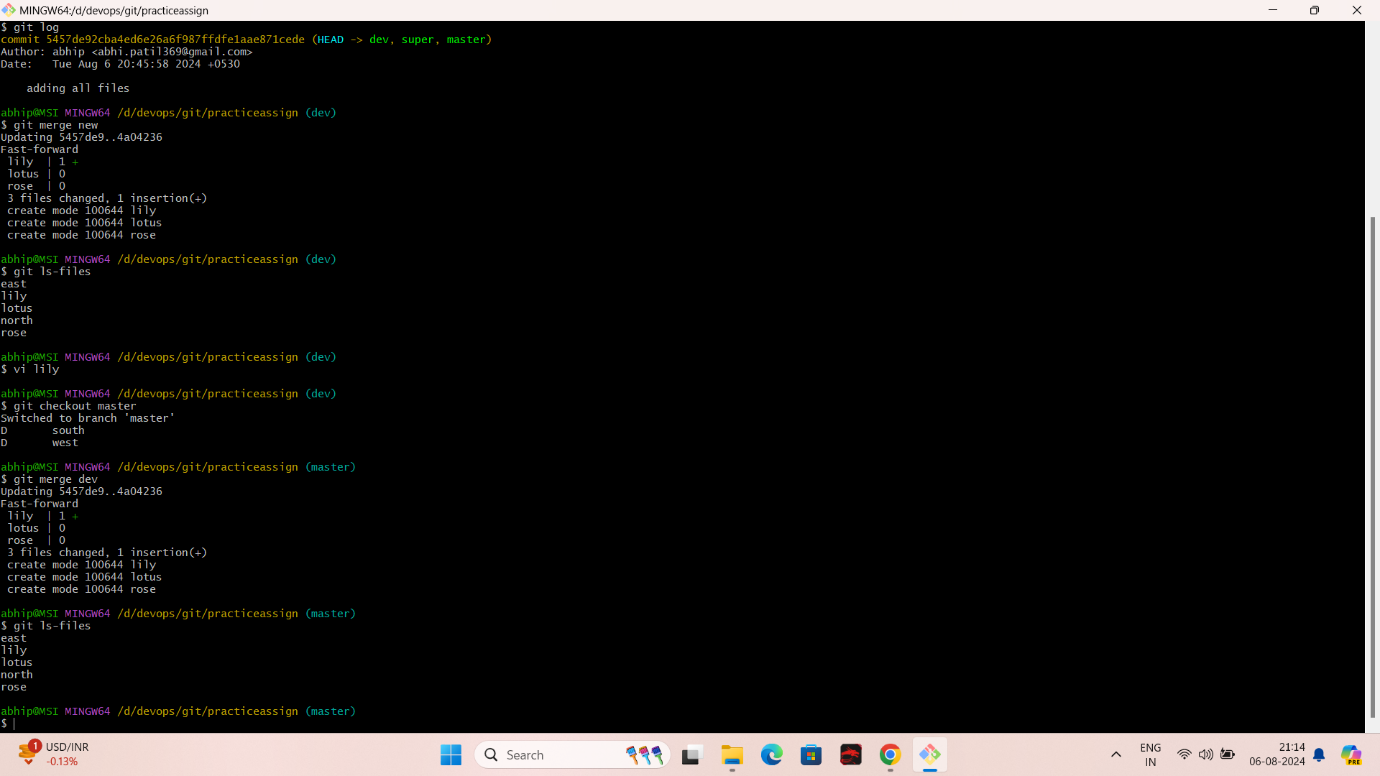 MINGW64:/d/devops/git/practiceassign
$ git log
commit 5457de92cba4ed6e26a6f987ffdfe1aae871cede (HEAD -> dev, super, master)
Author: abhip <abhi.patil369@gmail.com>
Date:   Tue Aug 6 20:45:58 2024 +0530
    adding all files
abhip@MSI MINGW64 /d/devops/git/practiceassign (dev)
$ git merge new
Updating 5457de9..4a04236
Fast-forward
 lily  | 1 +
 lotus | 0
 rose  | 0
 3 files changed, 1 insertion(+)
 create mode 100644 lily
 create mode 100644 lotus
 create mode 100644 rose
abhip@MSI MINGW64 /d/devops/git/practiceassign (dev)
$ git ls-files
east
lily
lotus
north
rose
abhip@MSI MINGW64 /d/devops/git/practiceassign (dev)
$ vi lily
abhip@MSI MINGW64 /d/devops/git/practiceassign (dev)
$ git checkout master
Switched to branch 'master'
D       south
D       west
abhip@MSI MINGW64 /d/devops/git/practiceassign (master)
$ git merge dev
Updating 5457de9..4a04236
Fast-forward
 lily  | 1 +
 lotus | 0
 rose  | 0
 3 files changed, 1 insertion(+)
 create mode 100644 lily
 create mode 100644 lotus
 create mode 100644 rose
abhip@MSI MINGW64 /d/devops/git/practiceassign (master)
$ git ls-files
east
lily
lotus
north
rose
abhip@MSI MINGW64 /d/devops/git/practiceassign (master)
$
1
USD/INR
-0.13%
Search
ENG
IN
21:14
06-08-2024
PRE